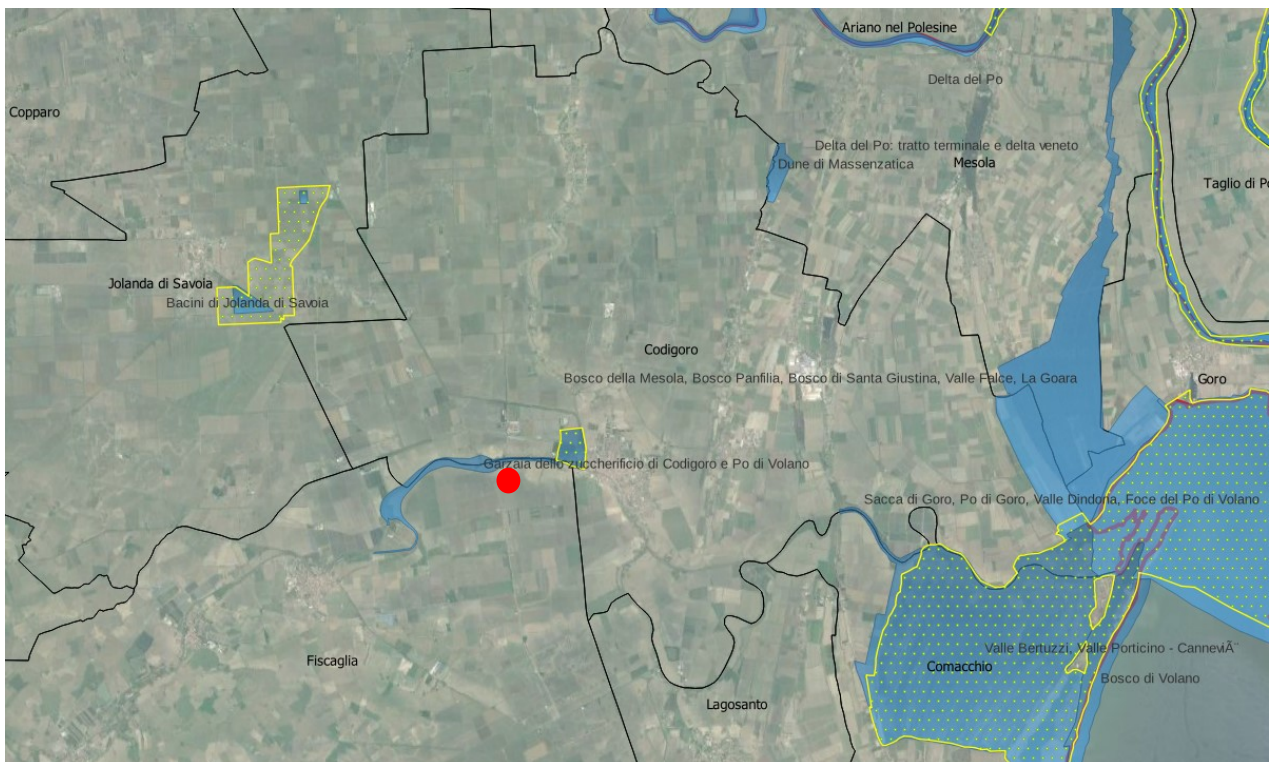 Ariano nel Polesine
Delta del Po
Copparo
Delta del Po: tratto terminale e delta veneto
Dune di Massenzatica
Mesola
Taglio di Po
Jolanda di Savoia
Bacini di Jolanda di Savoia
Codigoro
Bosco della Mesola, Bosco Panfilia, Bosco di Santa Giustina, Valle Falce, La Goara
Goro
Garzaia dello zuccherificio di Codigoro e Po di Volano
Sacca di Goro, Po di Goro, Valle Dindona, Foce del Po di Volano
Fiscaglia
Valle Bertuzzi, Valle Porticino - CanneviÃ¨
Comacchio
Bosco di Volano
Lagosanto